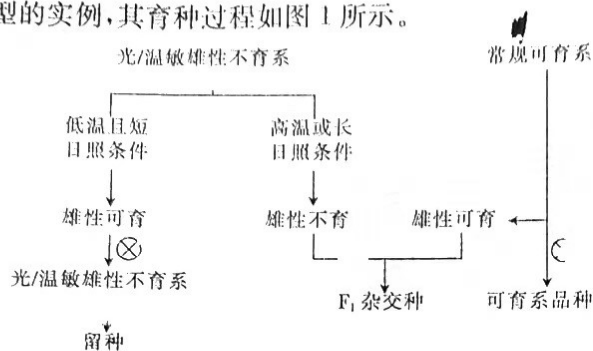 型的实例,其育种过程如图1所示。
光/温敏雄性不育系
常规可育系
低温且短
日照条件
高温或长
日照条件
雄性可育
雄性不育
雄性可育
光/温敏雄性不育系
F₁杂交种
可育系品种
留种